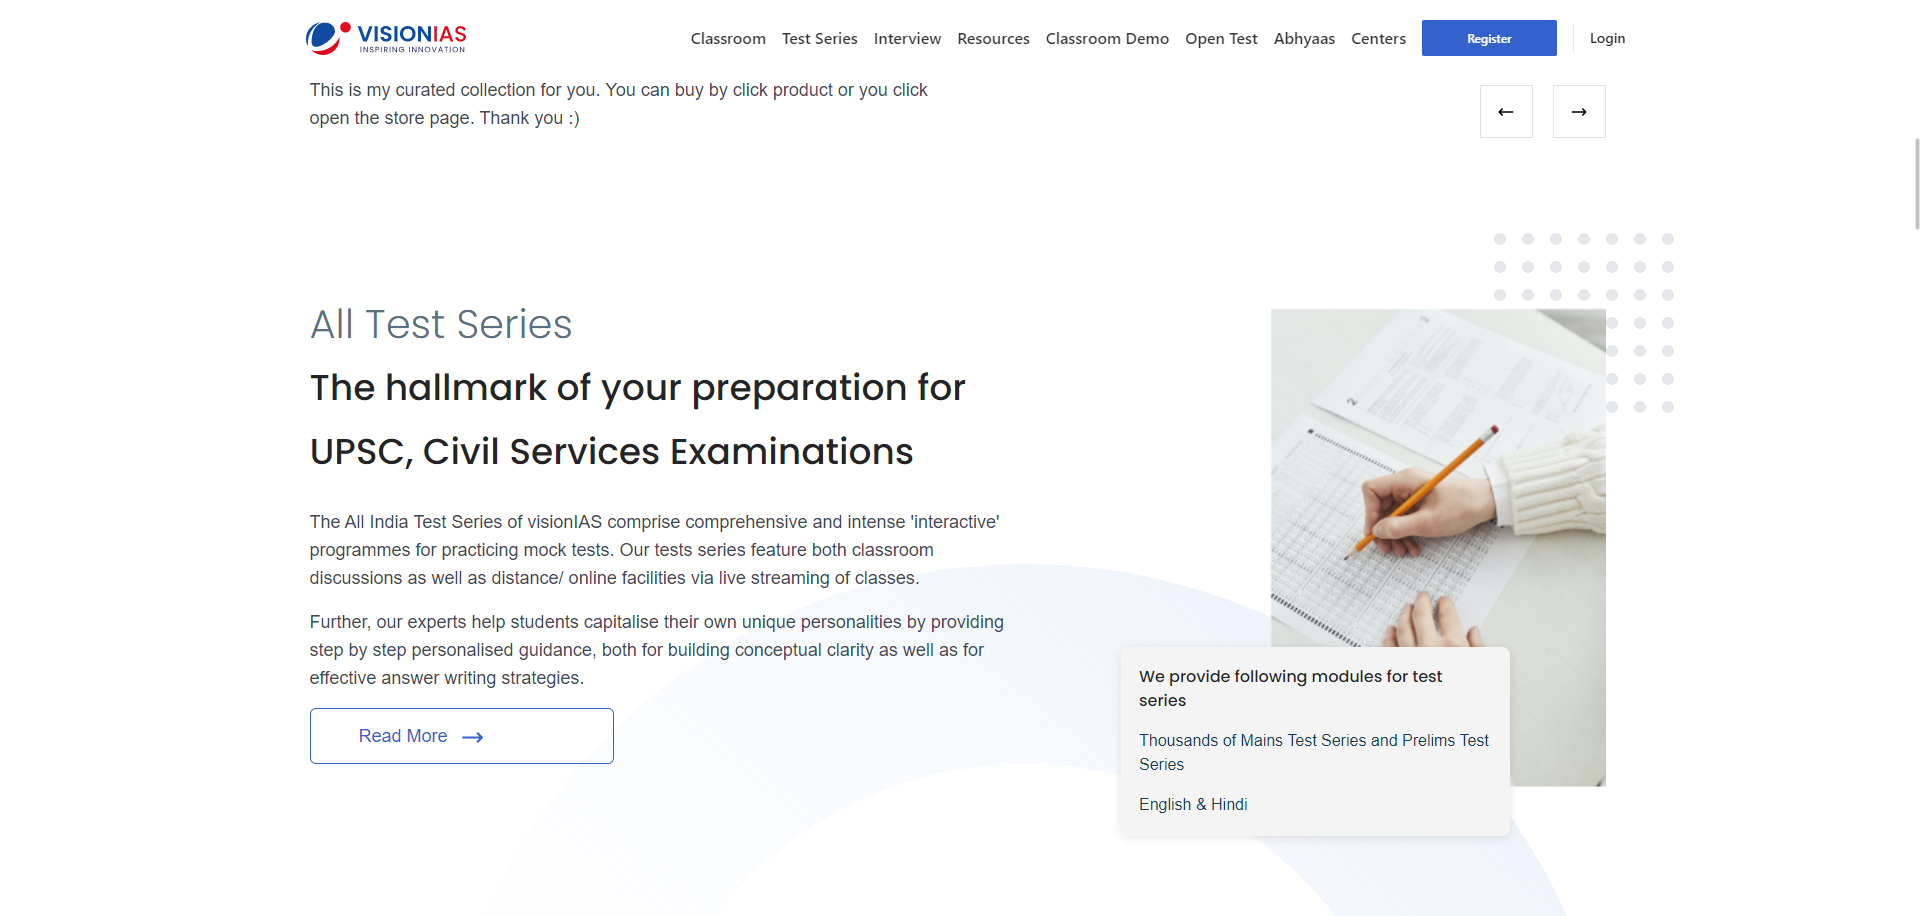 VISIONIAS
INSPIRING INNOVATION
Classroom Test Series Interview Resources Classroom Demo Open Test Abhyaas Centers Register Login
This is my curated collection for you. You can buy by click product or you click
open the store page. Thank you :)
All Test Series
The hallmark of your preparation for
UPSC, Civil Services Examinations
The All India Test Series of visionIAS comprise comprehensive and intense 'interactive'
programmes for practicing mock tests. Our tests series feature both classroom
discussions as well as distance/ online facilities via live streaming of classes.
Further, our experts help students capitalise their own unique personalities by providing
step by step personalised guidance, both for building conceptual clarity as well as for
effective answer writing strategies.
Read More
2
2
We provide following modules for test
series
Thousands of Mains Test Series and Prelims Test
Series
English & Hindi